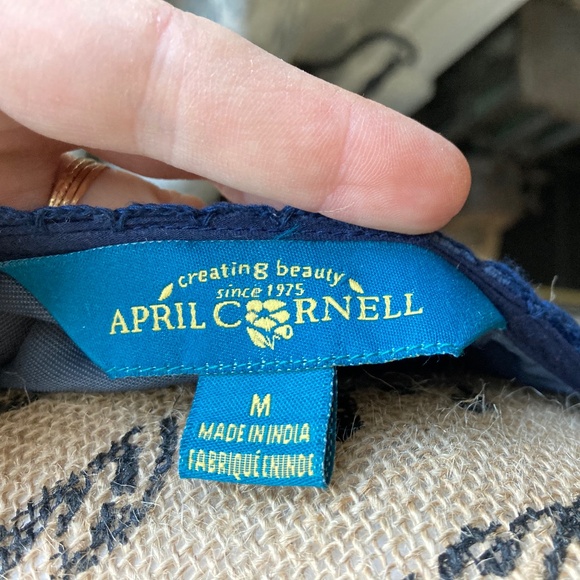 creating beauty
since 1975
APRIL CORNELL
M
MADE IN INDIA
FABRIQUÉ EN INDE